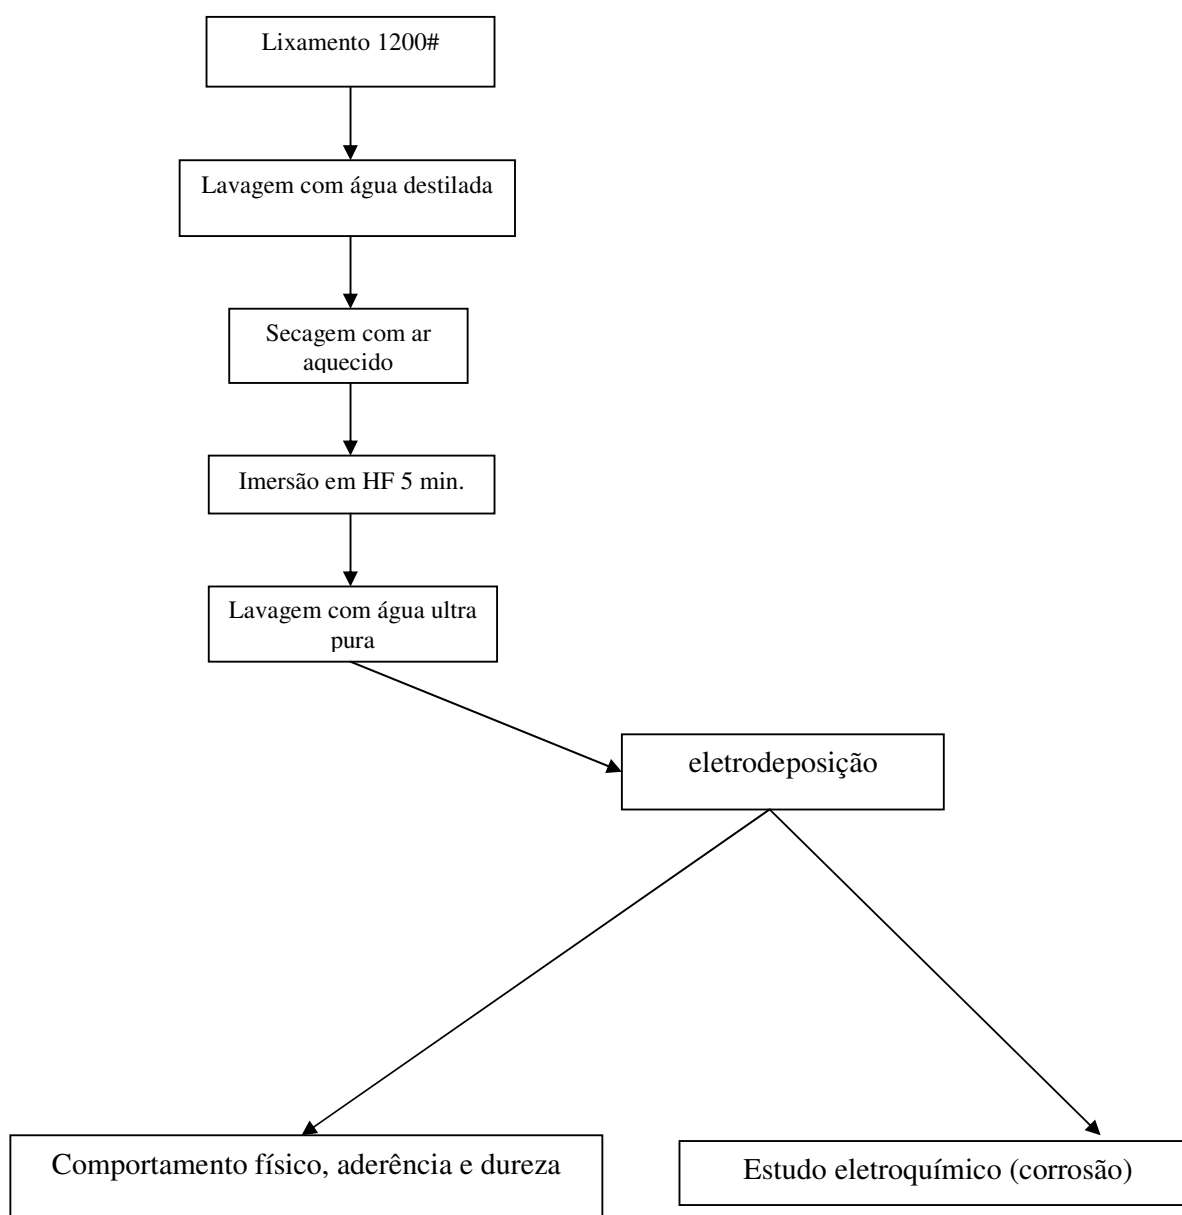 Lixamento 1200#
Lavagem com água destilada
Secagem com ar
aquecido
Imersão em HF 5 min.
Lavagem com água ultra
pura
eletrodeposição
Comportamento físico, aderência e dureza
Estudo eletroquímico (corrosão)